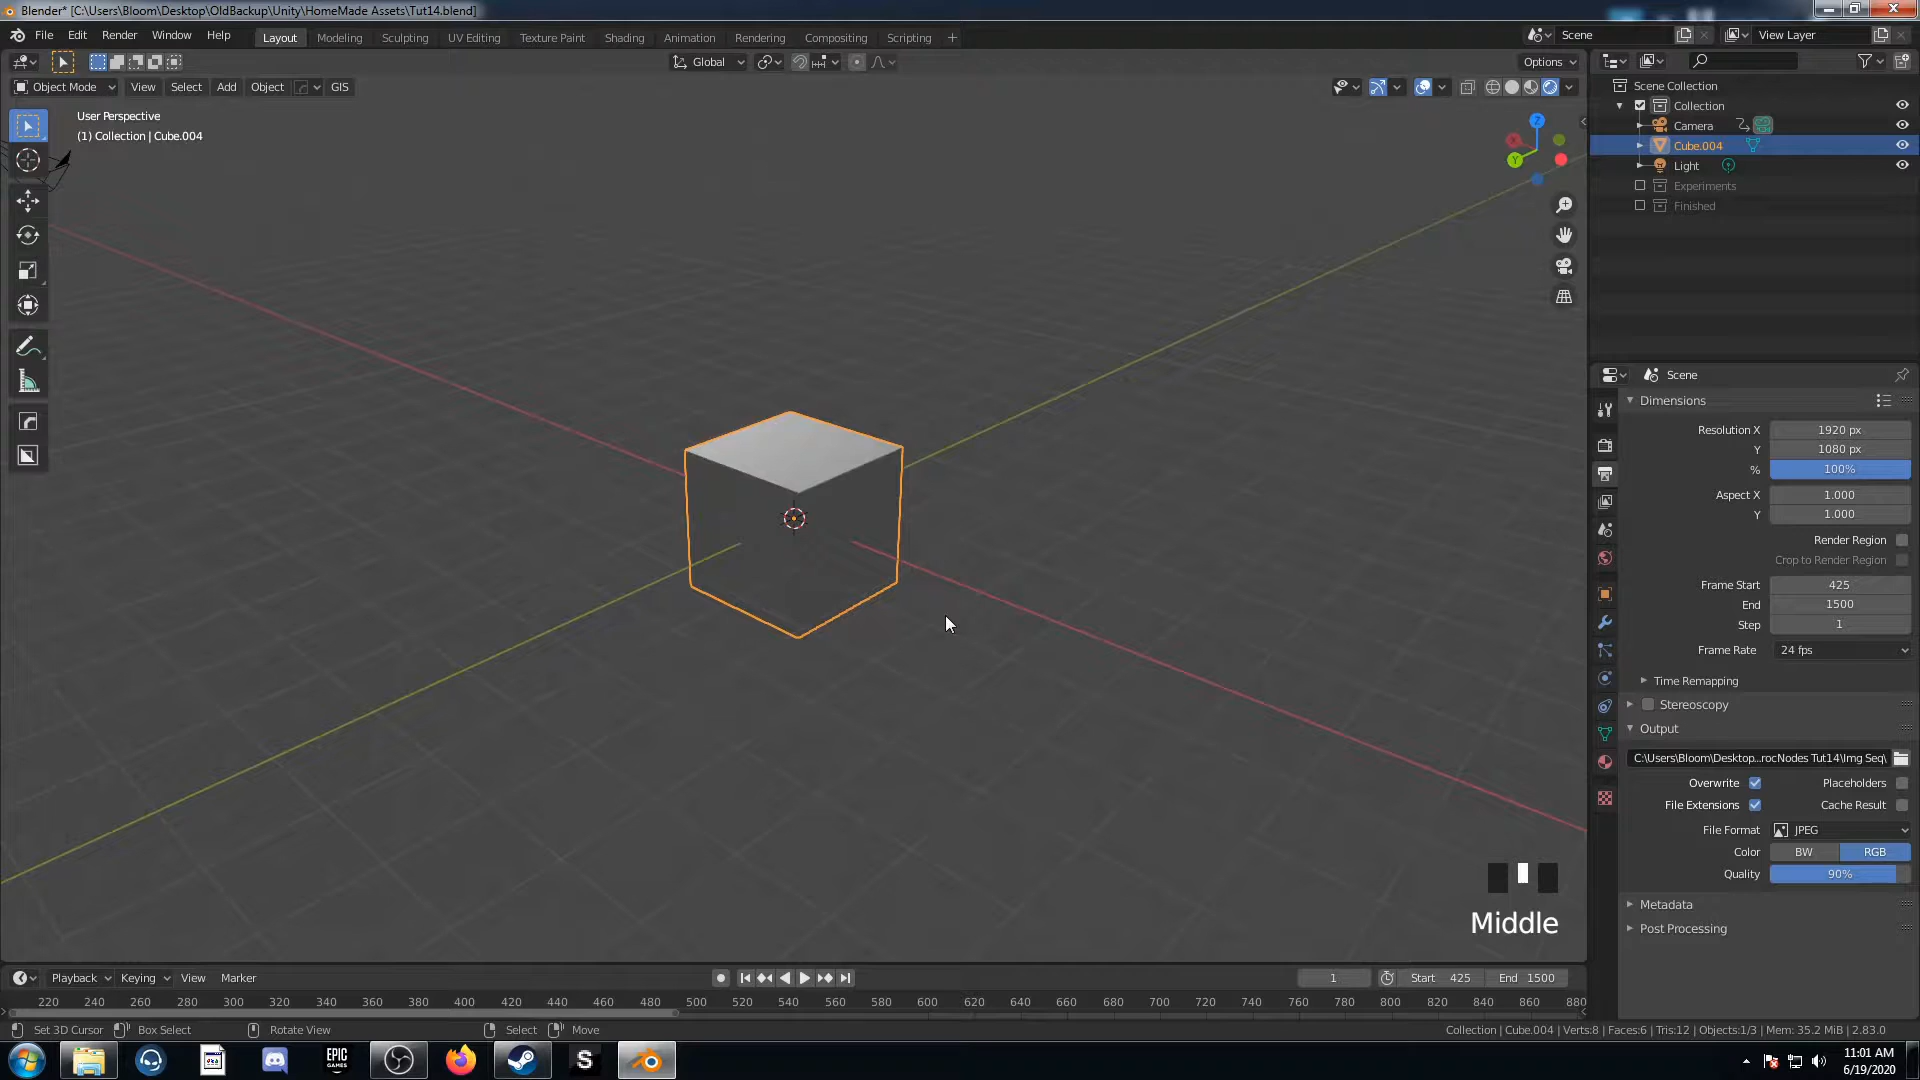 Blender* [C:\Users\Bloom\Desktop\OldBackup\Unity\HomeMade Assets\Tut14.blend]
File Edit Render Window Help Layout Modeling Sculpting UV Editing Texture Paint Shading Animation Rendering Compositing Scripting + Scene View Layer
Global Options
Object Mode View Select Add Object GIS
User Perspective
(1) Collection | Cube.004
Z
X
Y
Scene Collection
Collection
Camera
Cube.004
Light
Experiments
Finished
Scene
Dimensions
Resolution X 1920 px
Y 1080 px
% 100%
Aspect X 1.000
Y 1.000
Render Region
Crop to Render Region
Frame Start 425
End 1500
Step 1
Frame Rate 24 fps
Time Remapping
Stereoscopy
Output
C:\Users\Bloom\Desktop...rocNodes Tut14\Img Seq\
Overwrite Placeholders
File Extensions Cache Result
File Format JPEG
Color BW RGB
Quality 90%
Metadata
Post Processing
Middle
Playback Keying View Marker 1 Start 425 End 1500
220 240 260 280 300 320 340 360 380 400 420 440 460 480 500 520 540 560 580 600 620 640 660 680 700 720 740 760 780 800 820 840 860 880
Set 3D Cursor Box Select Rotate View Select Move Collection | Cube.004 | Verts:8 | Faces:6 | Tris:12 | Objects:1/3 | Mem: 35.2 MiB | 2.83.0
EPIC
GAMES
S
11:01 AM
6/19/2020